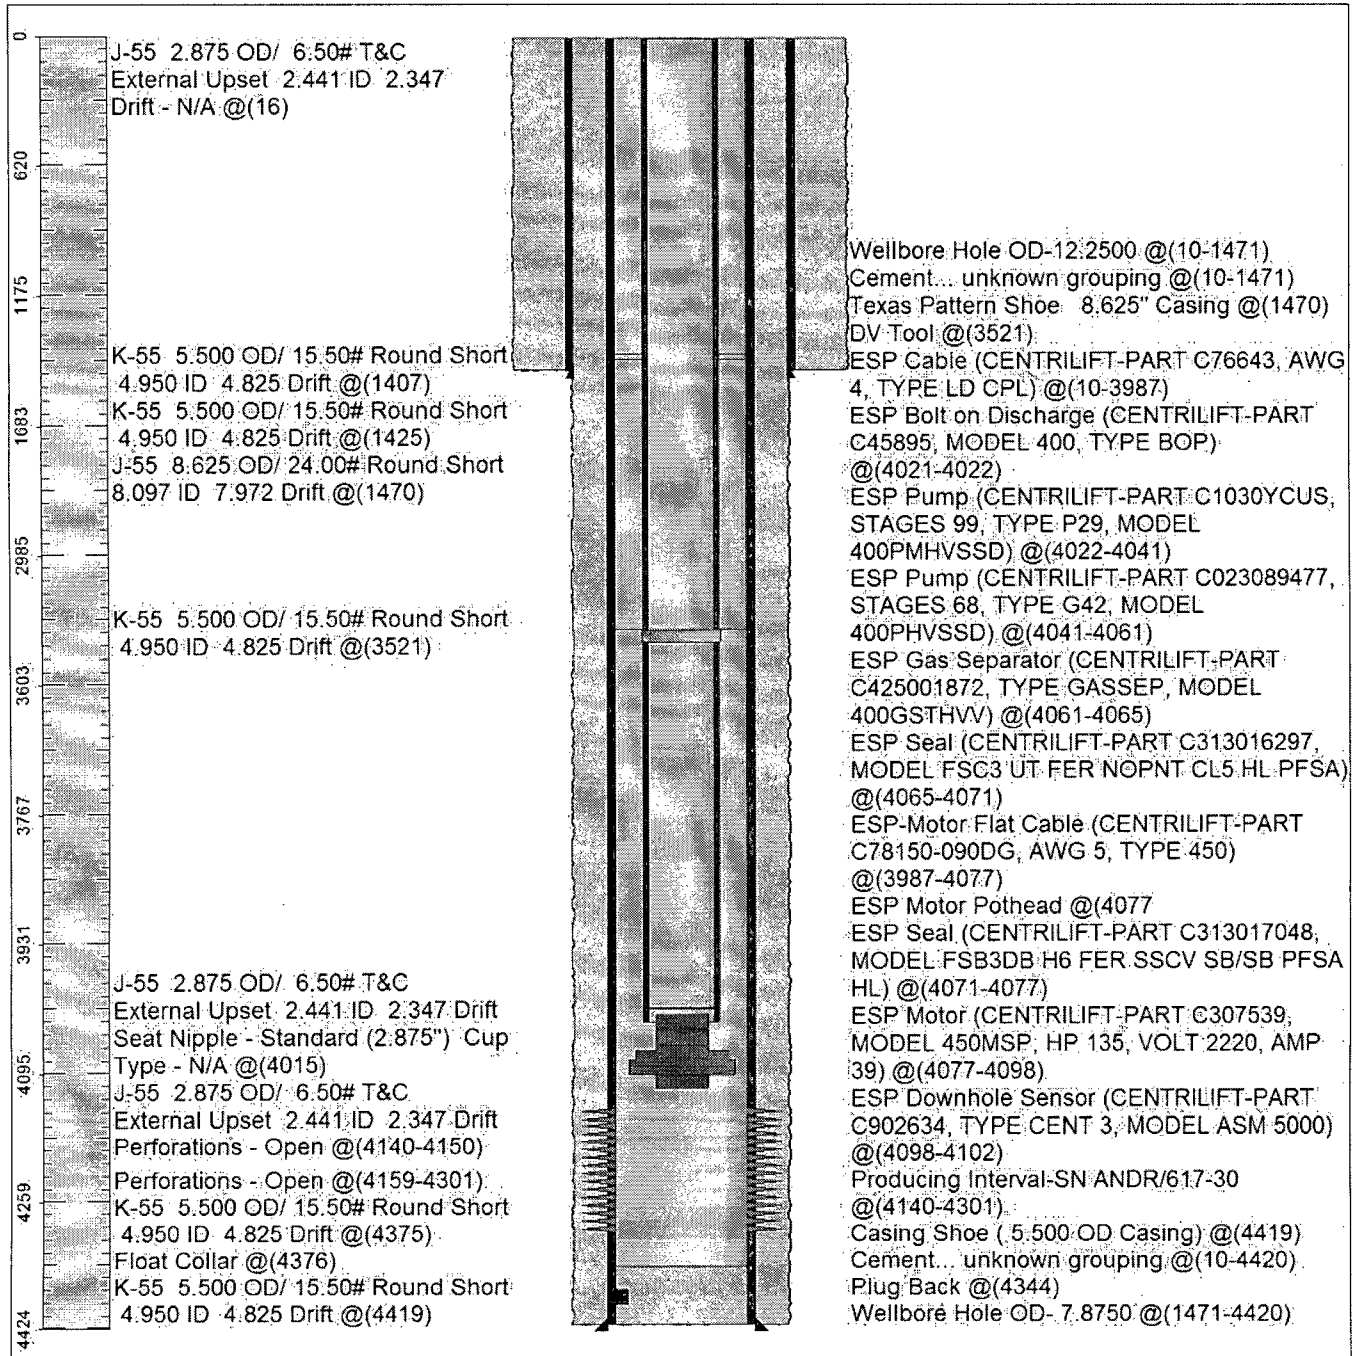 0
620
1175
1683
2985
3603
3767
3931
4095
4259
4424
J-55 2.875 OD/ 6.50# T&C
External Upset 2.441 ID 2.347
Drift - N/A @(16)
K-55 5.500 OD/ 15.50# Round Short
4.950 ID 4.825 Drift @(1407)
K-55 5.500 OD/ 15.50# Round Short
4.950 ID 4.825 Drift @(1425)
J-55 8.625 OD/ 24.00# Round Short
8.097 ID 7.972 Drift @(1470)
K-55 5.500 OD/ 15.50# Round Short
4.950 ID 4.825 Drift @(3521)
J-55 2.875 OD/ 6.50# T&C
External Upset 2.441 ID 2.347 Drift
Seat Nipple - Standard (2.875") Cup
Type - N/A @(4015)
J-55 2.875 OD/ 6.50# T&C
External Upset 2.441 ID 2.347 Drift
Perforations - Open @(4140-4150)
Perforations - Open @(4159-4301)
K-55 5.500 OD/ 15.50# Round Short
4.950 ID 4.825 Drift @(4375)
Float Collar @(4376)
K-55 5.500 OD/ 15.50# Round Short
4.950 ID 4.825 Drift @(4419)
Wellbore Hole OD-12.2500 @(10-1471)
Cement... unknown grouping @(10-1471)
Texas Pattern Shoe 8.625" Casing @(1470)
DV Tool @(3521)
ESP Cable (CENTRILIFT-PART C76643, AWG
4, TYPE LD CPL) @(10-3987)
ESP Bolt on Discharge (CENTRILIFT-PART
C45895, MODEL 400, TYPE BOP)
@(4021-4022)
ESP Pump (CENTRILIFT-PART C1030YCUS,
STAGES 99, TYPE P29, MODEL
400PMHVSSD) @(4022-4041)
ESP Pump (CENTRILIFT-PART C023089477,
STAGES 68, TYPE G42, MODEL
400PHVSSD) @(4041-4061)
ESP Gas Separator (CENTRILIFT-PART
C425001872, TYPE GASSEP, MODEL
400GSTHVV) @(4061-4065)
ESP Seal (CENTRILIFT-PART C313016297,
MODEL FSC3 UT FER NOPNT CL5 HL PFSA)
@(4065-4071)
ESP-Motor Flat Cable (CENTRILIFT-PART
C78150-090DG, AWG 5, TYPE 450)
@(3987-4077)
ESP Motor Pothead @(4077
ESP Seal (CENTRILIFT-PART C313017048,
MODEL FSB3DB H6 FER SSCV SB/SB PFSA
HL) @(4071-4077)
ESP Motor (CENTRILIFT-PART C307539,
MODEL 450MSP, HP 135, VOLT 2220, AMP
39) @(4077-4098)
ESP Downhole Sensor (CENTRILIFT-PART
C902634, TYPE CENT 3, MODEL ASM 5000)
@(4098-4102)
Producing Interval-SN ANDR/617-30
@(4140-4301)
Casing Shoe ( 5.500 OD Casing) @(4419)
Cement... unknown grouping @(10-4420)
Plug Back @(4344)
Wellbore Hole OD- 7.8750 @(1471-4420)